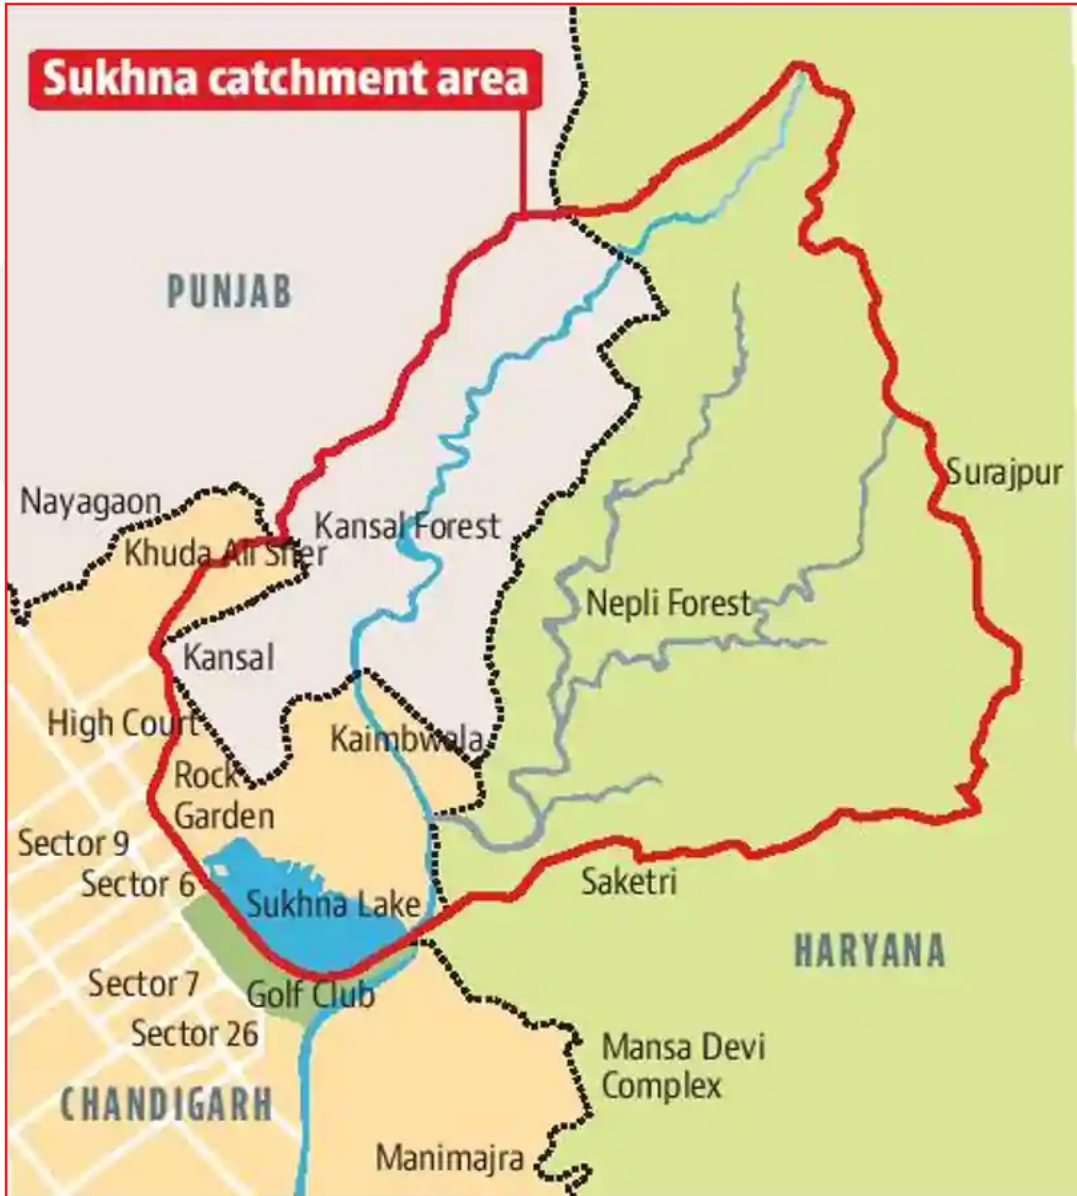 Sukhna catchment area
PUNJAB
Surajpur
Nayagaon
Kansal Forest
Khuda Ali Sher
Nepli Forest
Kansal
High Court
Kaimbwala
Rock
Garden
Sector 9
Sector 6
Saketri
Sukhna Lake
HARYANA
Sector 7
Golf Club
Sector 26
Mansa Devi
Complex
CHANDIGARH
Manimajra